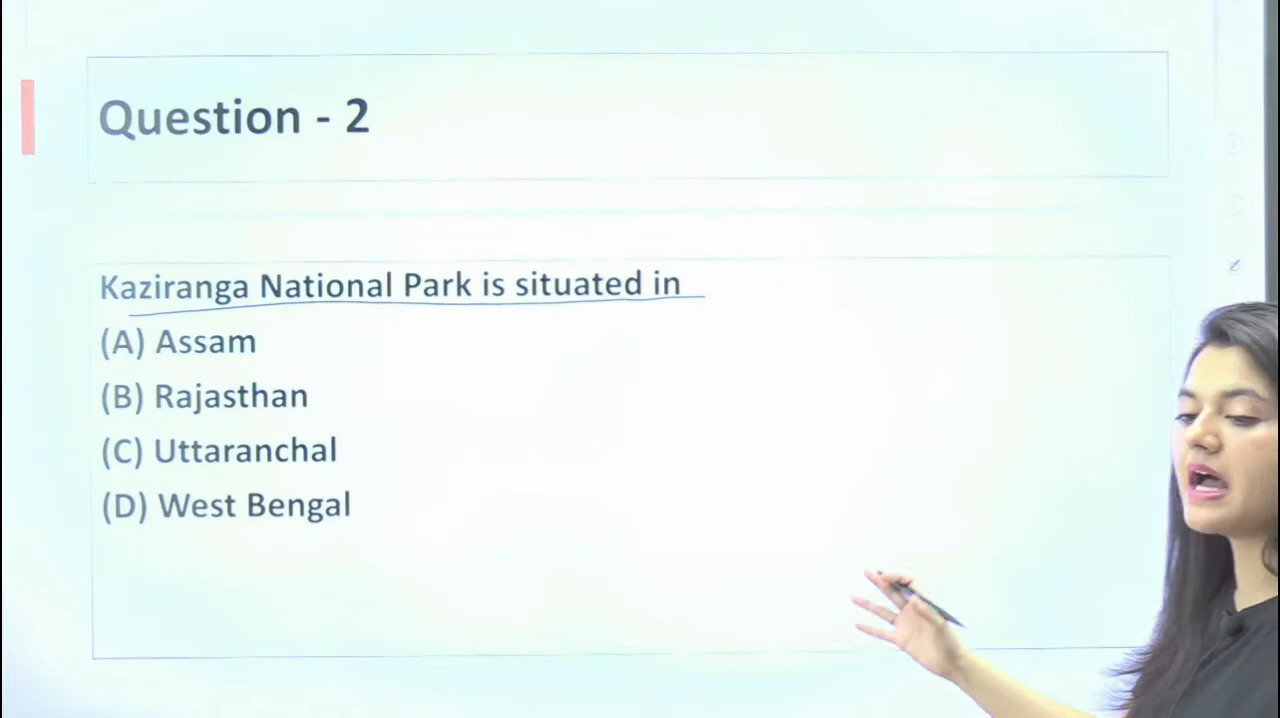 Question - 2
Kaziranga National Park is situated in
(A) Assam
(B) Rajasthan
(C) Uttaranchal
(D) West Bengal